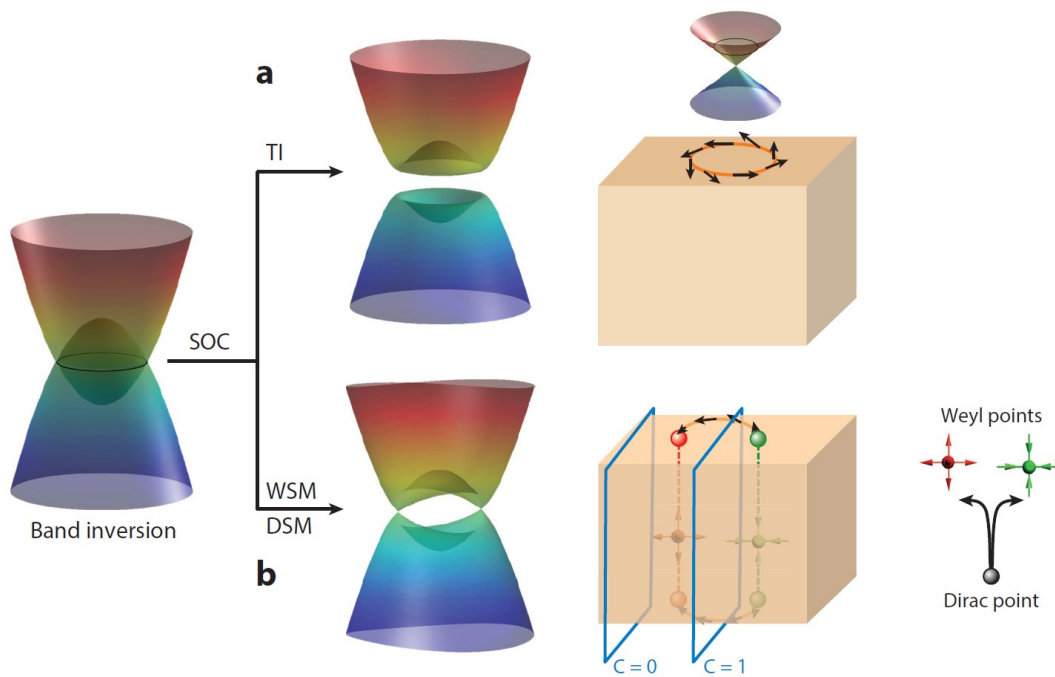 a
TI
SOC
Band inversion
WSM
DSM
b
C = 0
C = 1
Weyl points
Dirac point